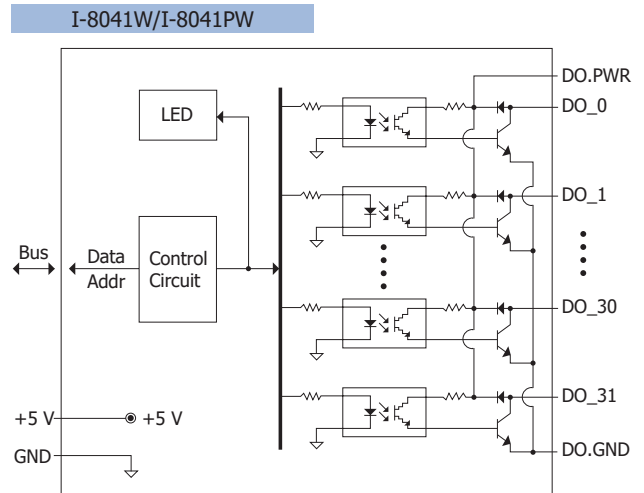 I-8041W/I-8041PW
DO.PWR
DO_0
LED
DO_1
Bus
Data
Addr
Control
Circuit
DO_30
DO_31
+5 V
+5 V
GND
DO.GND